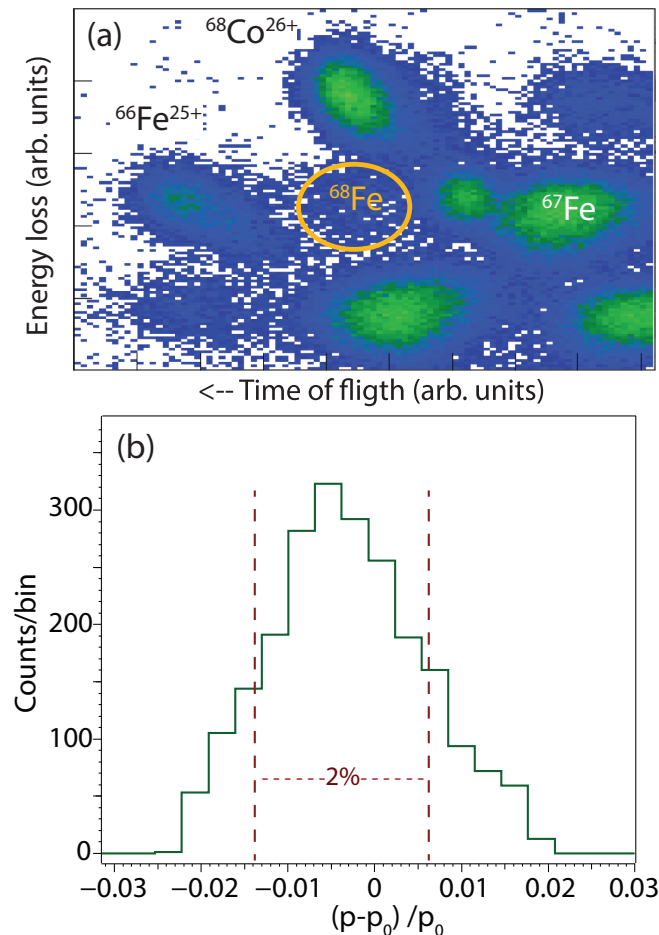 (a)
⁶⁸Co²⁶⁺
⁶⁶Fe²⁵⁺
⁶⁸Fe
⁶⁷Fe
Energy loss (arb. units)
<-- Time of fligth (arb. units)
(b)
300
200
100
0
Counts/bin
2%
−0.03 −0.02 −0.01 0 0.01 0.02 0.03
(p-p₀) /p₀